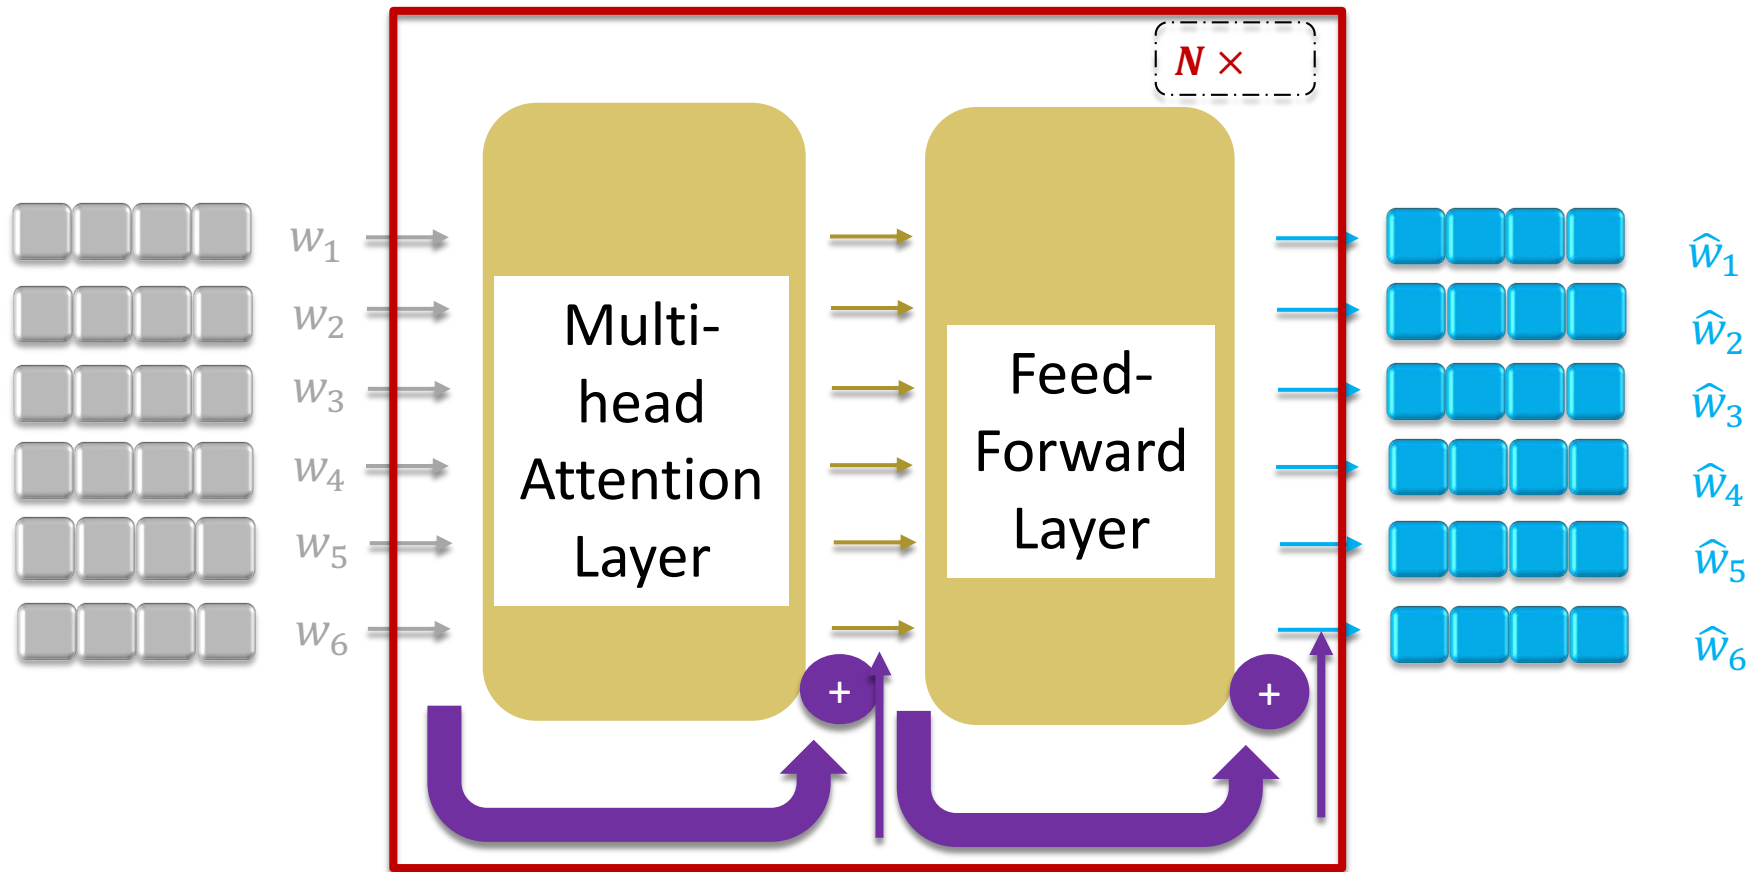 N ×
w₁
w₂
w₃
w₄
w₅
w₆
Multi-
head
Attention
Layer
+
Feed-
Forward
Layer
+
ŵ₁
ŵ₂
ŵ₃
ŵ₄
ŵ₅
ŵ₆